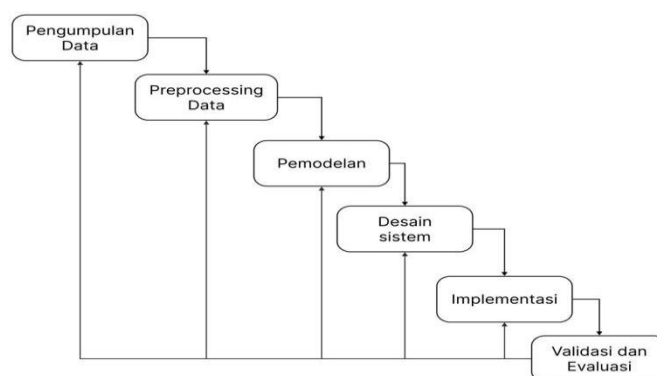 Pengumpulan
Data
Preprocessing
Data
Pemodelan
Desain
sistem
Implementasi
Validasi dan
Evaluasi